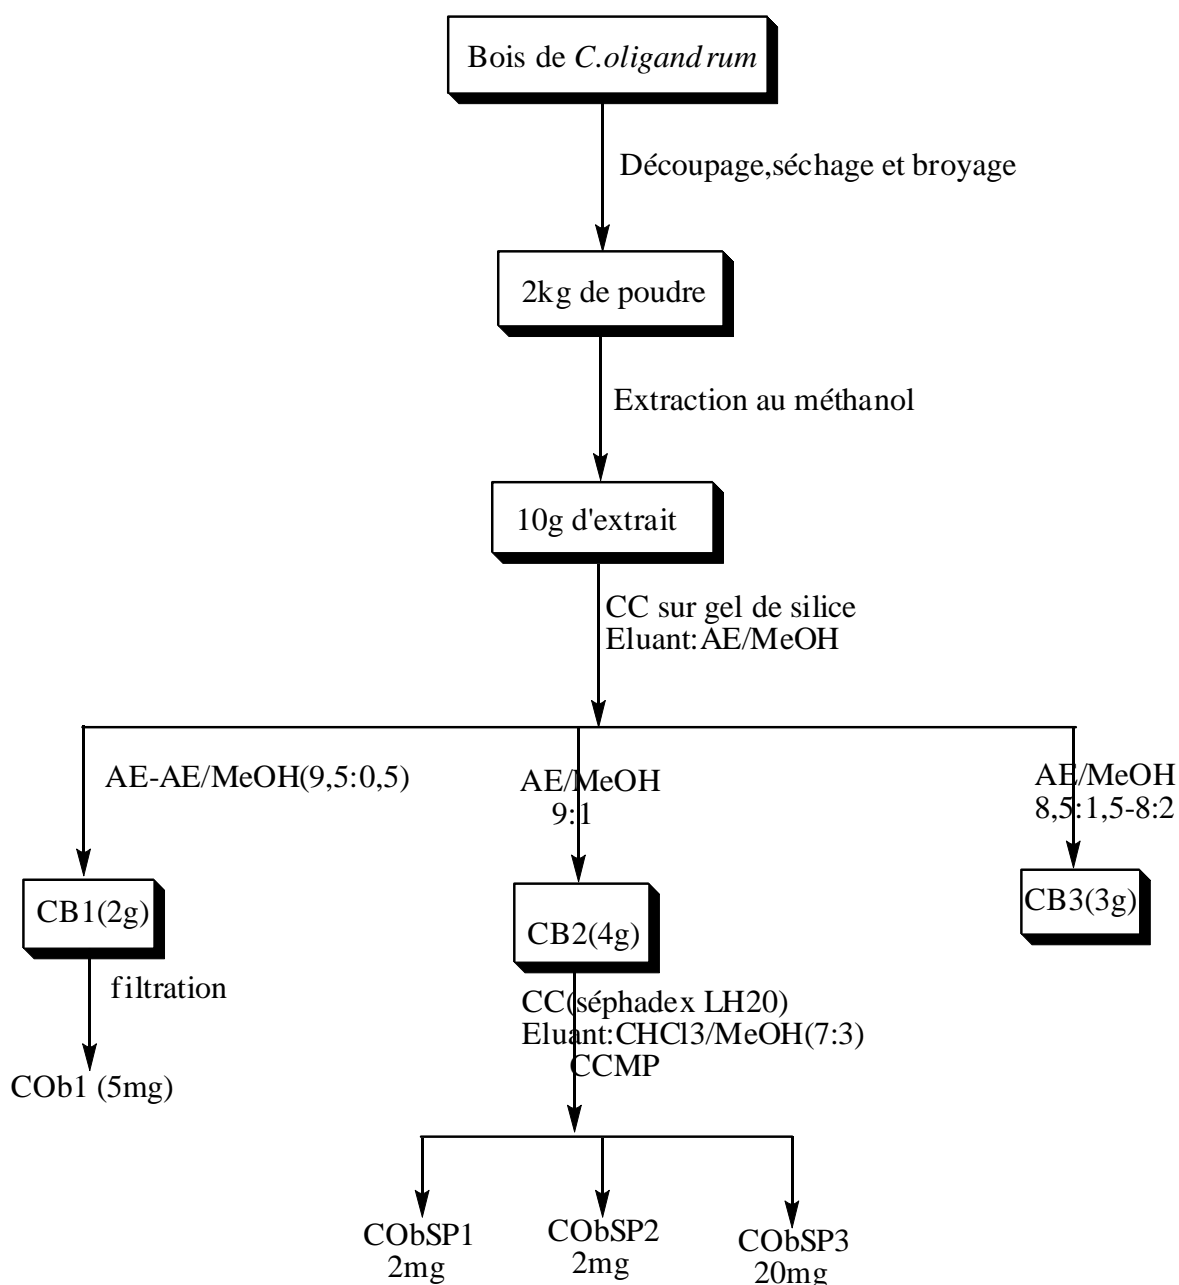 Bois de C.oligandrum
Découpage,séchage et broyage
2kg de poudre
Extraction au méthanol
10g d'extrait
CC sur gel de silice
Eluant:AE/MeOH
AE-AE/MeOH(9,5:0,5)
AE/MeOH
9:1
AE/MeOH
8,5:1,5-8:2
CB1(2g)
CB2(4g)
CB3(3g)
filtration
CC(séphadex LH20)
Eluant:CHCl3/MeOH(7:3)
CCMP
COb1 (5mg)
CObSP1
2mg
CObSP2
2mg
CObSP3
20mg